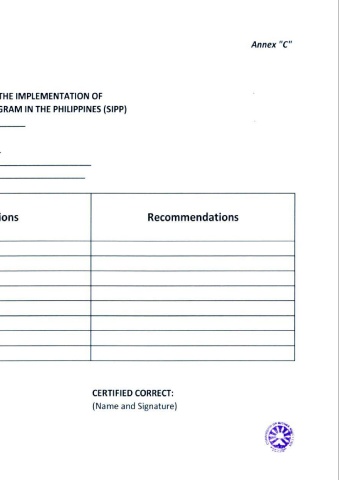 Annex "C"
THE IMPLEMENTATION OF
GRAM IN THE PHILIPPINES (SIPP)
ions
Recommendations
CERTIFIED CORRECT:
(Name and Signature)